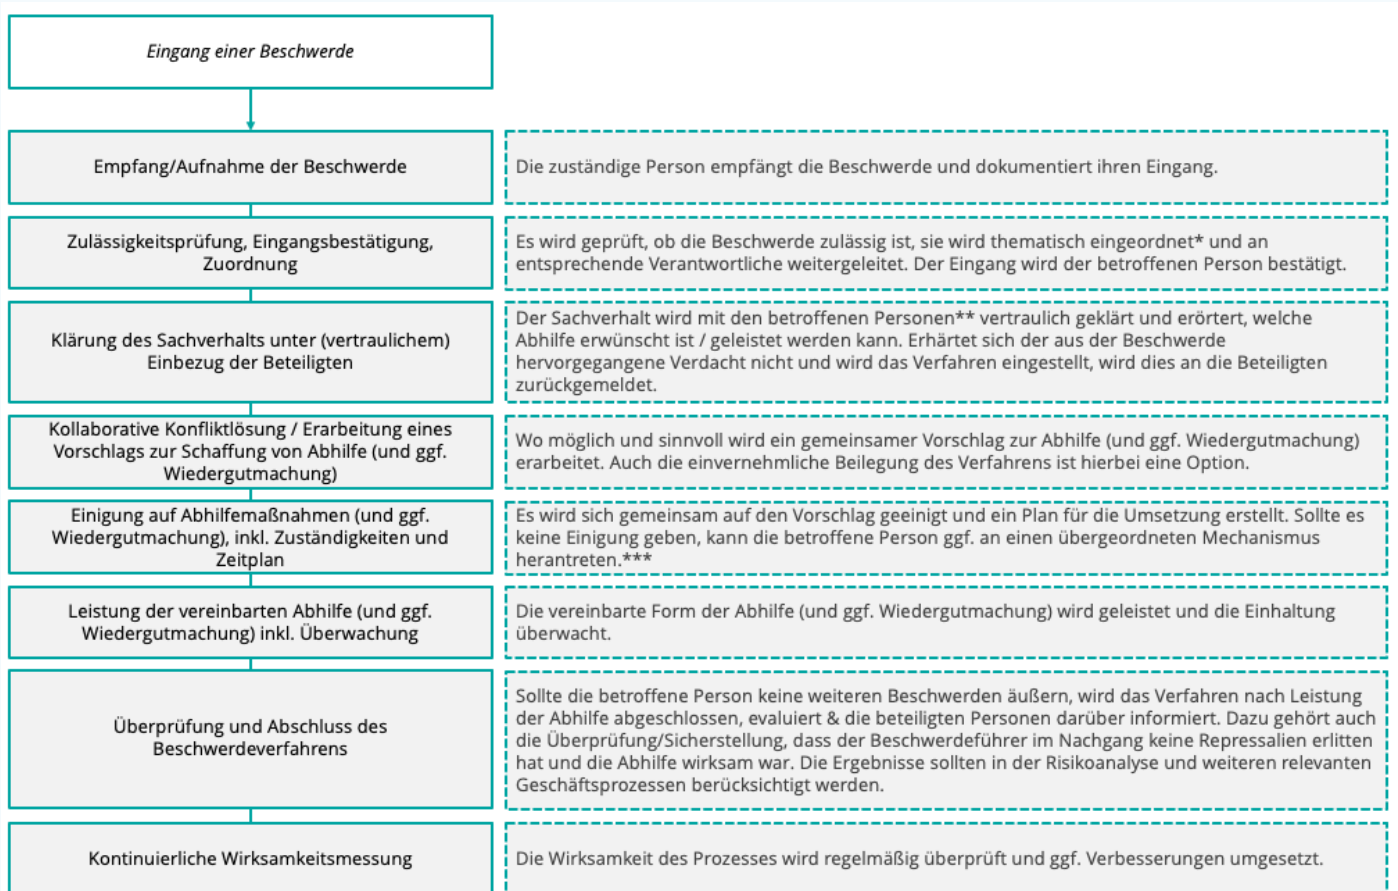 Eingang einer Beschwerde
Empfang/Aufnahme der Beschwerde
Die zuständige Person empfängt die Beschwerde und dokumentiert ihren Eingang.
Zulässigkeitsprüfung, Eingangsbestätigung,
Zuordnung
Es wird geprüft, ob die Beschwerde zulässig ist, sie wird thematisch eingeordnet* und an
entsprechende Verantwortliche weitergeleitet. Der Eingang wird der betroffenen Person bestätigt.
Klärung des Sachverhalts unter (vertraulichem)
Einbezug der Beteiligten
Der Sachverhalt wird mit den betroffenen Personen** vertraulich geklärt und erörtert, welche
Abhilfe erwünscht ist / geleistet werden kann. Erhärtet sich der aus der Beschwerde
hervorgegangene Verdacht nicht und wird das Verfahren eingestellt, wird dies an die Beteiligten
zurückgemeldet.
Kollaborative Konfliktlösung / Erarbeitung eines
Vorschlags zur Schaffung von Abhilfe (und ggf.
Wiedergutmachung)
Wo möglich und sinnvoll wird ein gemeinsamer Vorschlag zur Abhilfe (und ggf. Wiedergutmachung)
erarbeitet. Auch die einvernehmliche Beilegung des Verfahrens ist hierbei eine Option.
Einigung auf Abhilfemaßnahmen (und ggf.
Wiedergutmachung), inkl. Zuständigkeiten und
Zeitplan
Es wird sich gemeinsam auf den Vorschlag geeinigt und ein Plan für die Umsetzung erstellt. Sollte es
keine Einigung geben, kann die betroffene Person ggf. an einen übergeordneten Mechanismus
herantreten.***
Leistung der vereinbarten Abhilfe (und ggf.
Wiedergutmachung) inkl. Überwachung
Die vereinbarte Form der Abhilfe (und ggf. Wiedergutmachung) wird geleistet und die Einhaltung
überwacht.
Überprüfung und Abschluss des
Beschwerdeverfahrens
Sollte die betroffene Person keine weiteren Beschwerden äußern, wird das Verfahren nach Leistung
der Abhilfe abgeschlossen, evaluiert & die beteiligten Personen darüber informiert. Dazu gehört auch
die Überprüfung/Sicherstellung, dass der Beschwerdeführer im Nachgang keine Repressalien erlitten
hat und die Abhilfe wirksam war. Die Ergebnisse sollten in der Risikoanalyse und weiteren relevanten
Geschäftsprozessen berücksichtigt werden.
Kontinuierliche Wirksamkeitsmessung
Die Wirksamkeit des Prozesses wird regelmäßig überprüft und ggf. Verbesserungen umgesetzt.